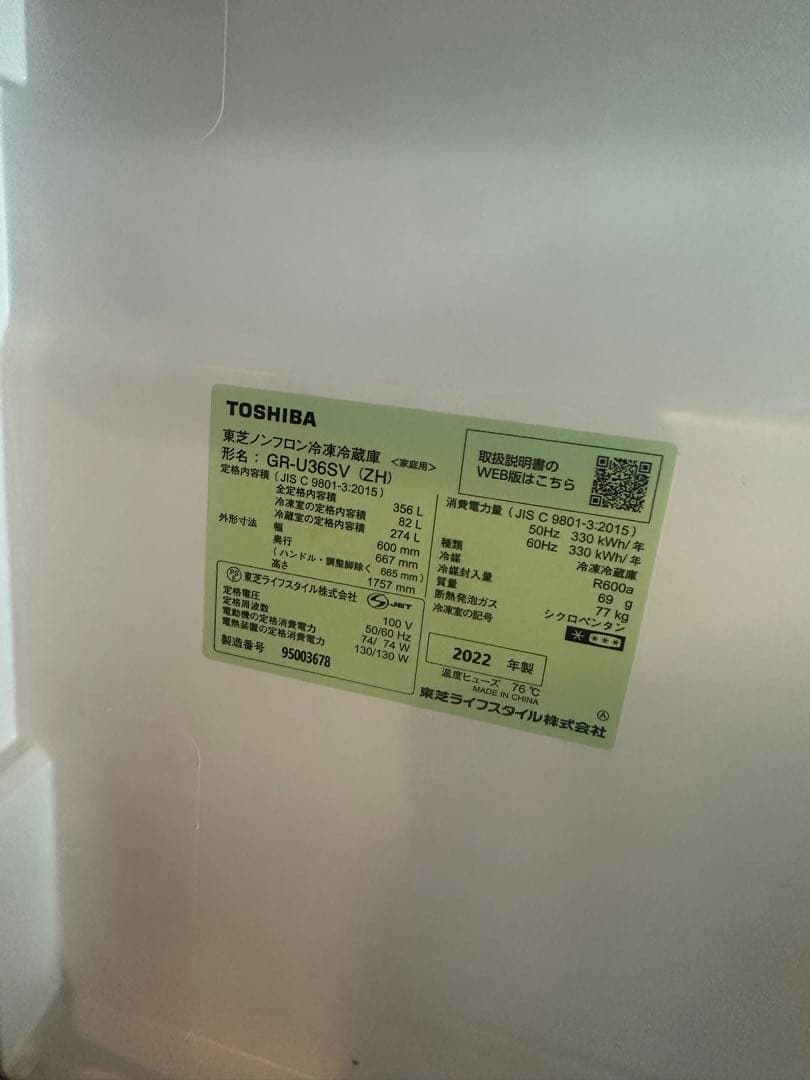 TOSHIBA
東芝ノンフロン冷凍冷蔵庫 <家庭用>
形名：GR-U36SV (ZH)
定格内容積 (JIS C 9801-3:2015)
全定格内容積 356 L
冷凍室の定格内容積 82 L
冷蔵室の定格内容積 274 L
外形寸法 幅 600 mm
奥行 667 mm
(ハンドル・調整脚除く 665 mm)
高さ 1757 mm
PSE 東芝ライフスタイル株式会社 S JET
定格電圧 100 V
定格周波数 50/60 Hz
電動機の定格消費電力 74/ 74 W
電熱装置の定格消費電力 130/130 W
製造番号 95003678
取扱説明書の
WEB版はこちら
消費電力量 (JIS C 9801-3:2015)
50Hz 330 kWh/年
60Hz 330 kWh/年
種類 冷凍冷蔵庫
冷媒 R600a
冷媒封入量 69 g
質量 77 kg
断熱発泡ガス シクロペンタン
冷凍室の記号
2022 年製
温度ヒューズ 76 ℃
MADE IN CHINA
Ⓐ
東芝ライフスタイル株式会社